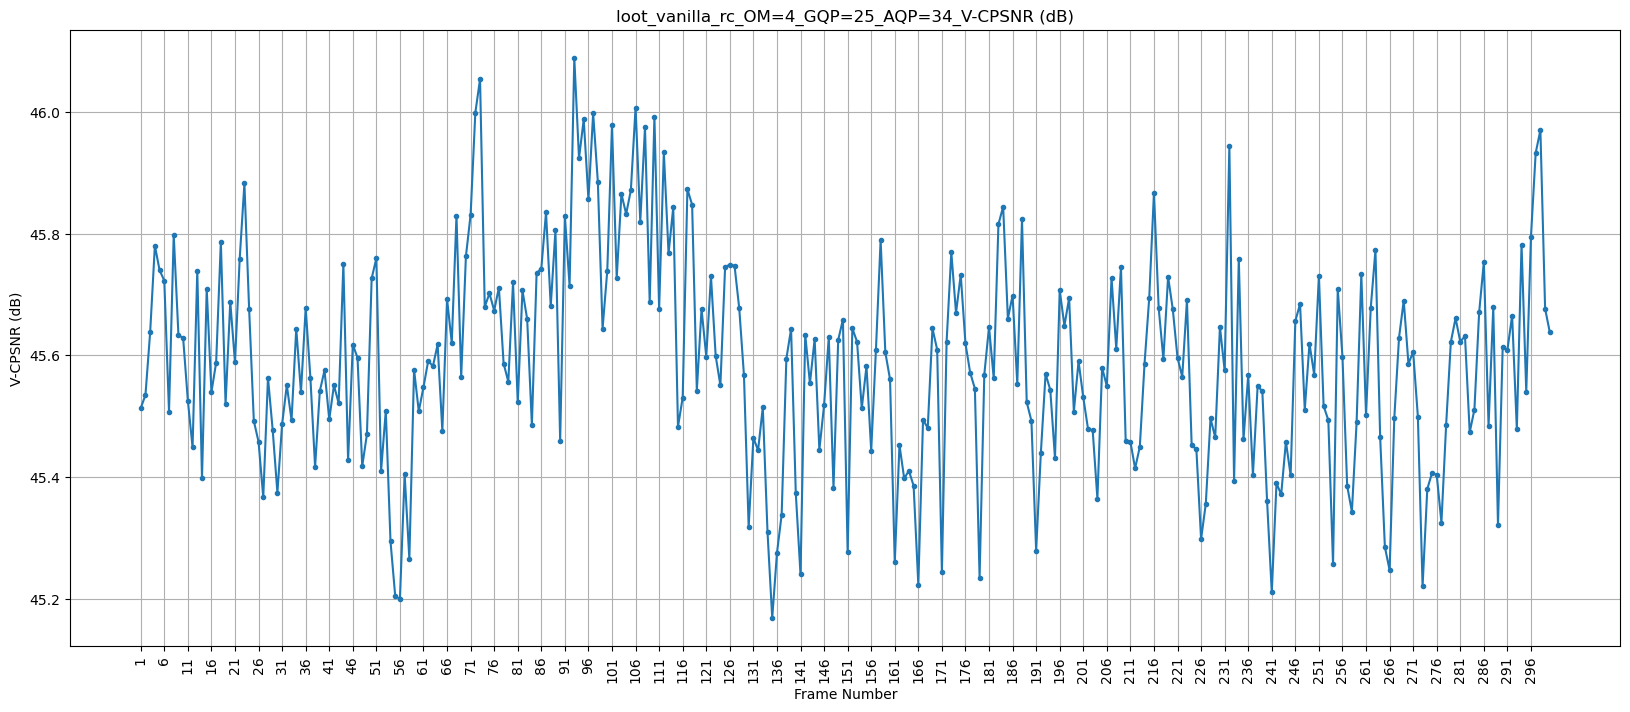 loot_vanilla_rc_OM=4_GQP=25_AQP=34_V-CPSNR (dB)
V-CPSNR (dB)
46.0
45.8
45.6
45.4
45.2
1 6 11 16 21 26 31 36 41 46 51 56 61 66 71 76 81 86 91 96 101 106 111 116 121 126 131 136 141 146 151 156 161 166 171 176 181 186 191 196 201 206 211 216 221 226 231 236 241 246 251 256 261 266 271 276 281 286 291 296
Frame Number